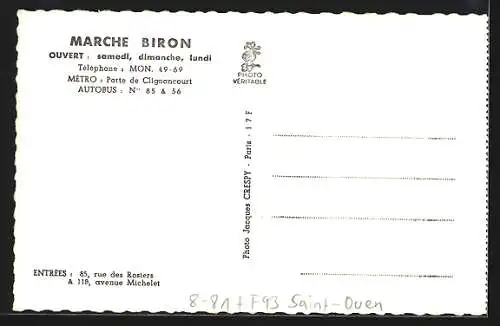 MARCHE BIRON
OUVERT : samedi, dimanche, lundi
Téléphone : MON. 49-69
MÉTRO : Porte de Clignancourt
AUTOBUS : Nos 85 & 56
PHOTO
VÉRITABLE
Photo Jacques CRESPY - Paris - 17F
ENTRÉES : 85, rue des Rosiers
A 118, avenue Michelet
8-81 + F93 Saint-Ouen